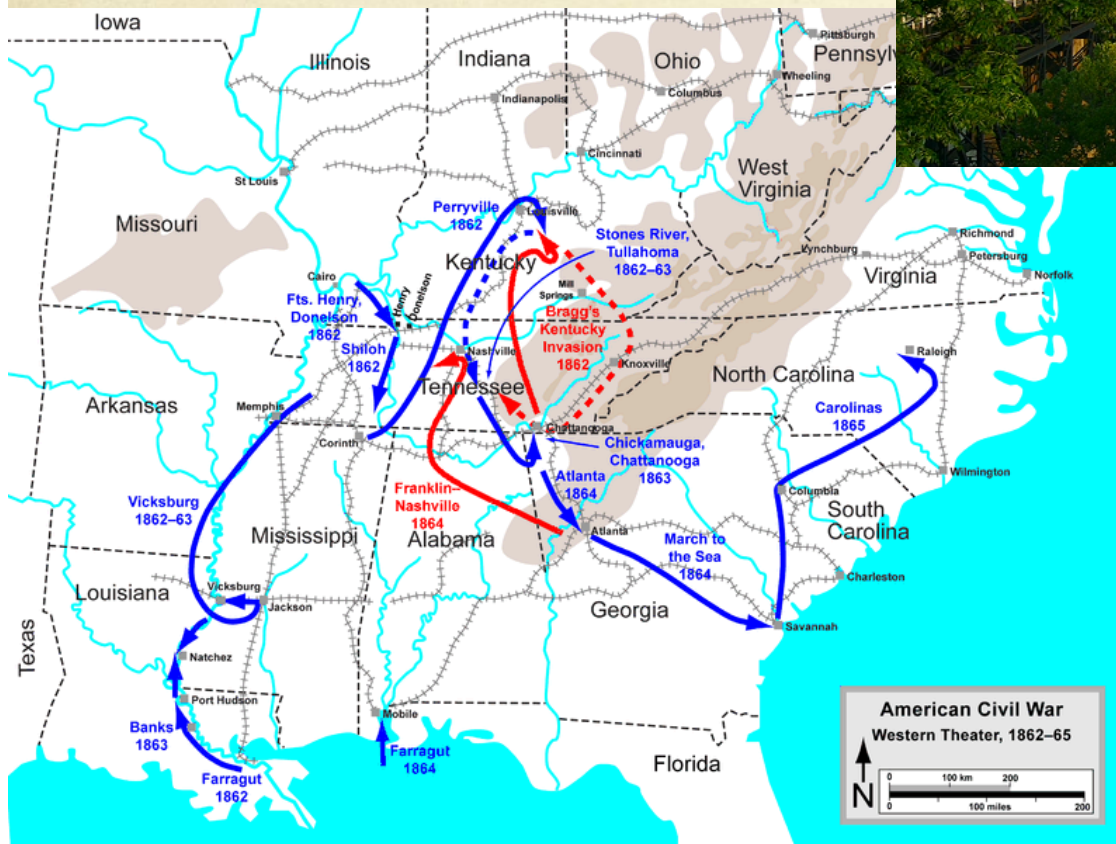 Iowa
Illinois
Indiana
Ohio
Pittsburgh
Pennsylv
Wheeling
Columbus
Indianapolis
Cincinnati
West
Virginia
St Louis
Missouri
Perryville
1862
Louisville
Stones River,
Tullahoma
1862–63
Kentucky
Richmond
Lynchburg
Petersburg
Virginia
Norfolk
Cairo
Henry
Donelson
Fts. Henry,
Donelson
1862
Mill
Springs
Bragg's
Kentucky
Invasion
1862
Shiloh
1862
Nashville
Knoxville
Raleigh
Tennessee
North Carolina
Arkansas
Memphis
Corinth
Chattanooga
Carolinas
1865
Chickamauga,
Chattanooga
1863
Atlanta
1864
Wilmington
Vicksburg
1862–63
Franklin–
Nashville
1864
Columbia
South
Carolina
Mississippi
Alabama
Atlanta
March to
the Sea
1864
Charleston
Louisiana
Vicksburg
Jackson
Georgia
Savannah
Texas
Natchez
Port Hudson
Mobile
Banks
1863
Farragut
1862
Farragut
1864
Florida
American Civil War
Western Theater, 1862–65
N
0 100 km 200
0 100 miles 200